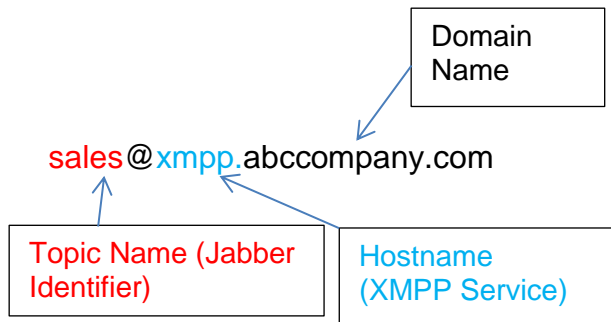 Domain
Name
sales@xmpp.abccompany.com
Topic Name (Jabber
Identifier)
Hostname
(XMPP Service)